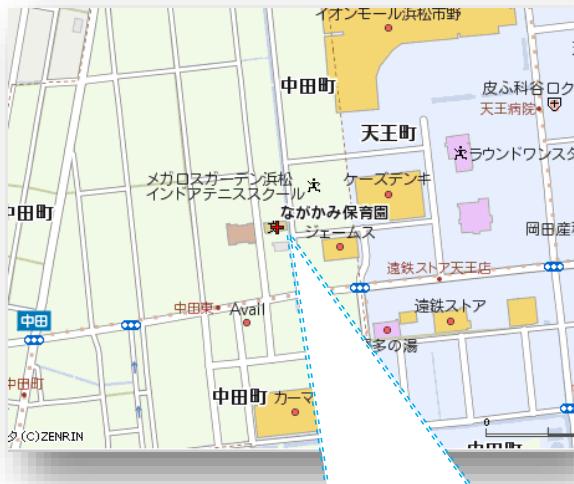 イオンモール浜松市野
中田町
皮ふ科谷口ク
天王病院
天王町
ラウンドワンスタ
メガロスガーデン浜松
インドアテニススクール
ケーズデンキ
中田町
ながかみ保育園
ジェームス
岡田産
遠鉄ストア天王店
中田東
Avail
遠鉄ストア
中田
多の湯
中田町
中田町
カーマ
0
(C)ZENRIN
中田町